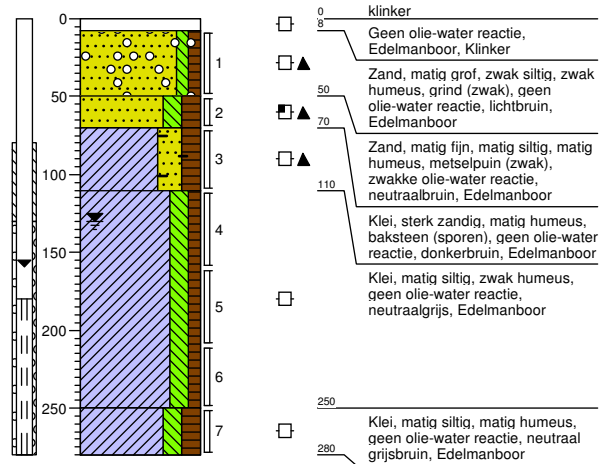 0
50
100
150
200
250
1
2
3
4
5
6
7
0
klinker
8
Geen olie-water reactie,
Edelmanboor, Klinker
Zand, matig grof, zwak siltig, zwak
humeus, grind (zwak), geen
olie-water reactie, lichtbruin,
Edelmanboor
50
Zand, matig fijn, matig siltig, matig
humeus, metselpuin (zwak),
zwakke olie-water reactie,
neutraalbruin, Edelmanboor
70
Klei, sterk zandig, matig humeus,
baksteen (sporen), geen olie-water
reactie, donkerbruin, Edelmanboor
110
Klei, matig siltig, zwak humeus,
geen olie-water reactie,
neutraalgrijs, Edelmanboor
250
Klei, matig siltig, matig humeus,
geen olie-water reactie, neutraal
grijsbruin, Edelmanboor
280